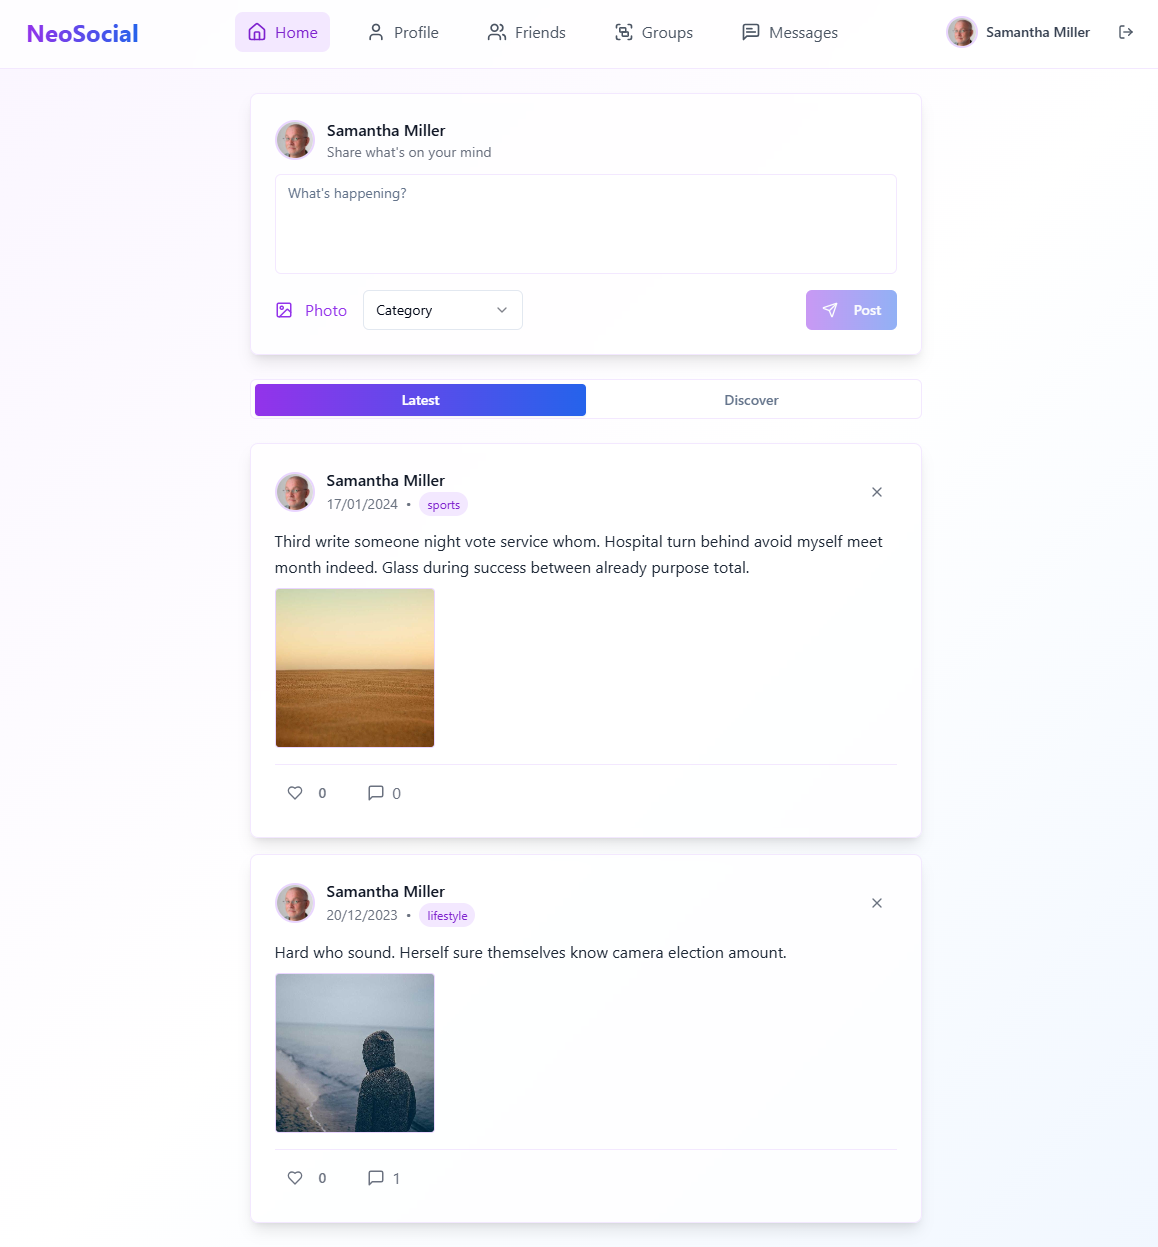 NeoSocial
Home
Profile
Friends
Groups
Messages
Samantha Miller
Samantha Miller
Share what's on your mind
What's happening?
Photo
Category
Post
Latest
Discover
Samantha Miller
17/01/2024 • sports
Third write someone night vote service whom. Hospital turn behind avoid myself meet
month indeed. Glass during success between already purpose total.
0
0
Samantha Miller
20/12/2023 • lifestyle
Hard who sound. Herself sure themselves know camera election amount.
0
1